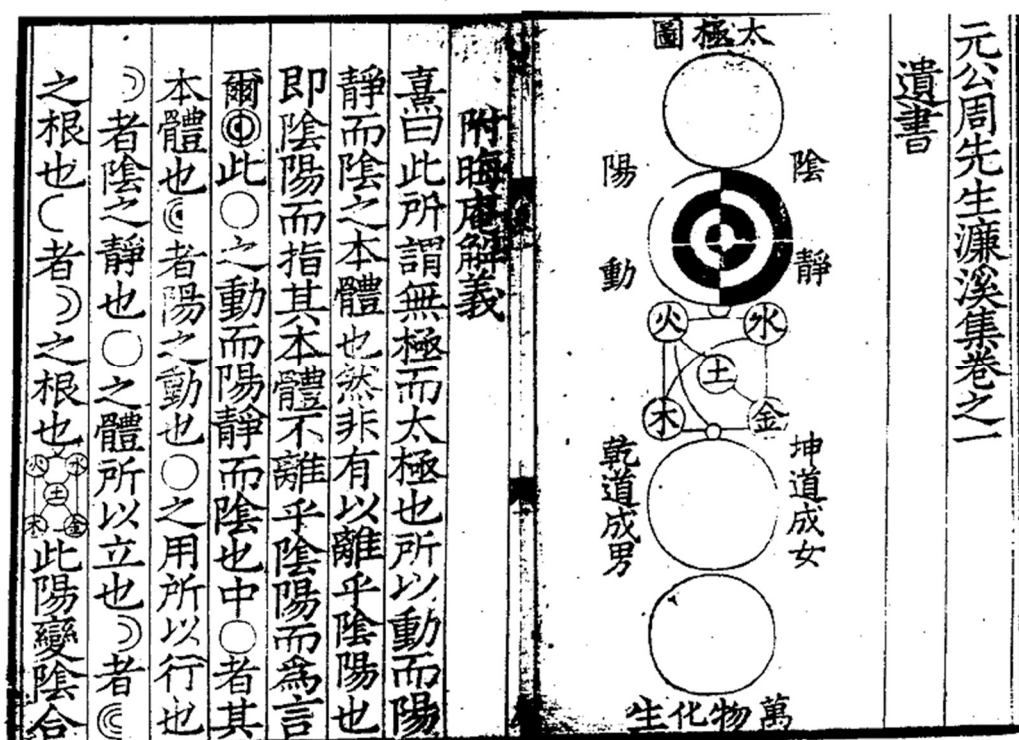 元公周先生濂溪集卷之一
遺書
太極圖
陰靜
陽動
水
火
土
金
木
坤道成女
乾道成男
萬物化生
附晦庵解義
熹曰此所謂無極而太極也所以動而陽
靜而陰之本體也然非有以離乎陰陽也
即陰陽而指其本體不離乎陰陽而爲言
爾此○之動而陽靜而陰也中○者其
本體也者陽之動也○之用所以行也
者陰之靜也○之體所以立也者
之根也者之根也水火土金木此陽變陰合